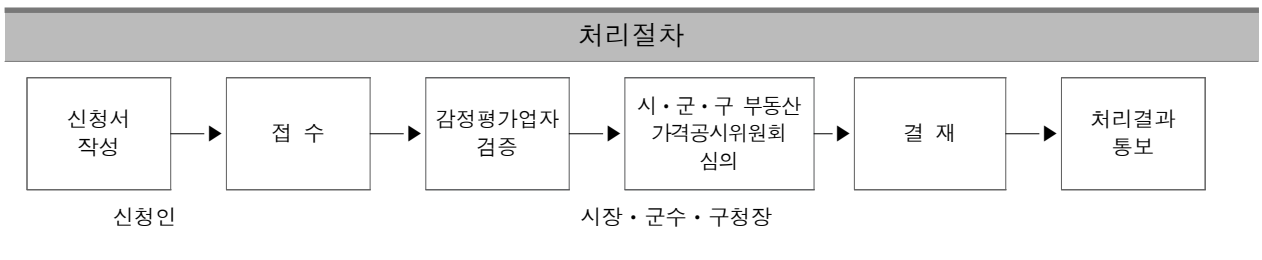 처리절차
신청서
작성
접 수
감정평가업자
검증
시・군・구 부동산
가격공시위원회
심의
결 재
처리결과
통보
신청인
시장・군수・구청장